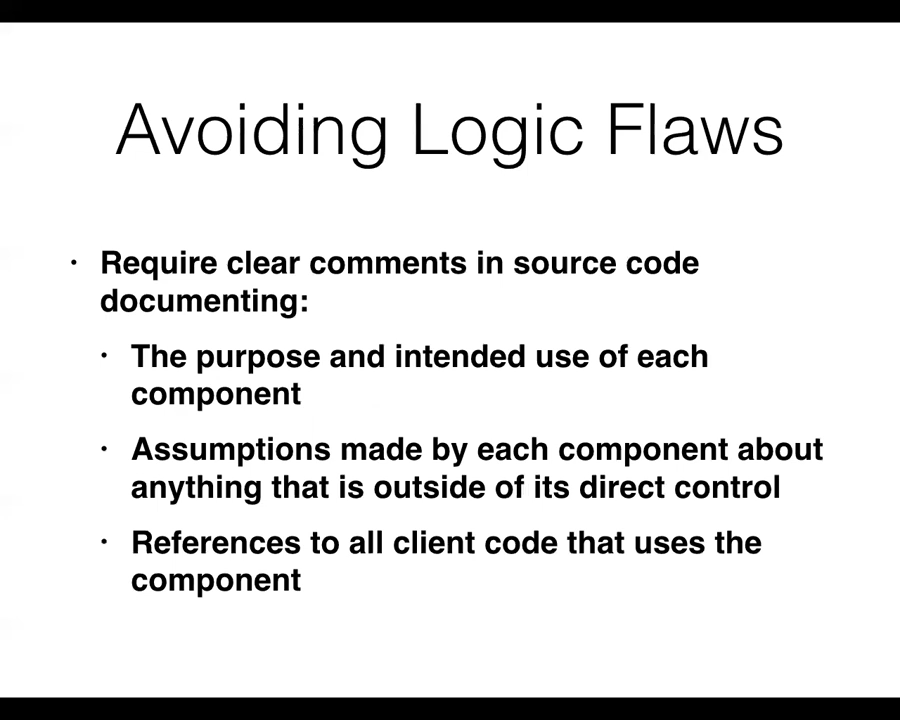 Avoiding Logic Flaws
• Require clear comments in source code
documenting:
• The purpose and intended use of each
component
• Assumptions made by each component about
anything that is outside of its direct control
• References to all client code that uses the
component